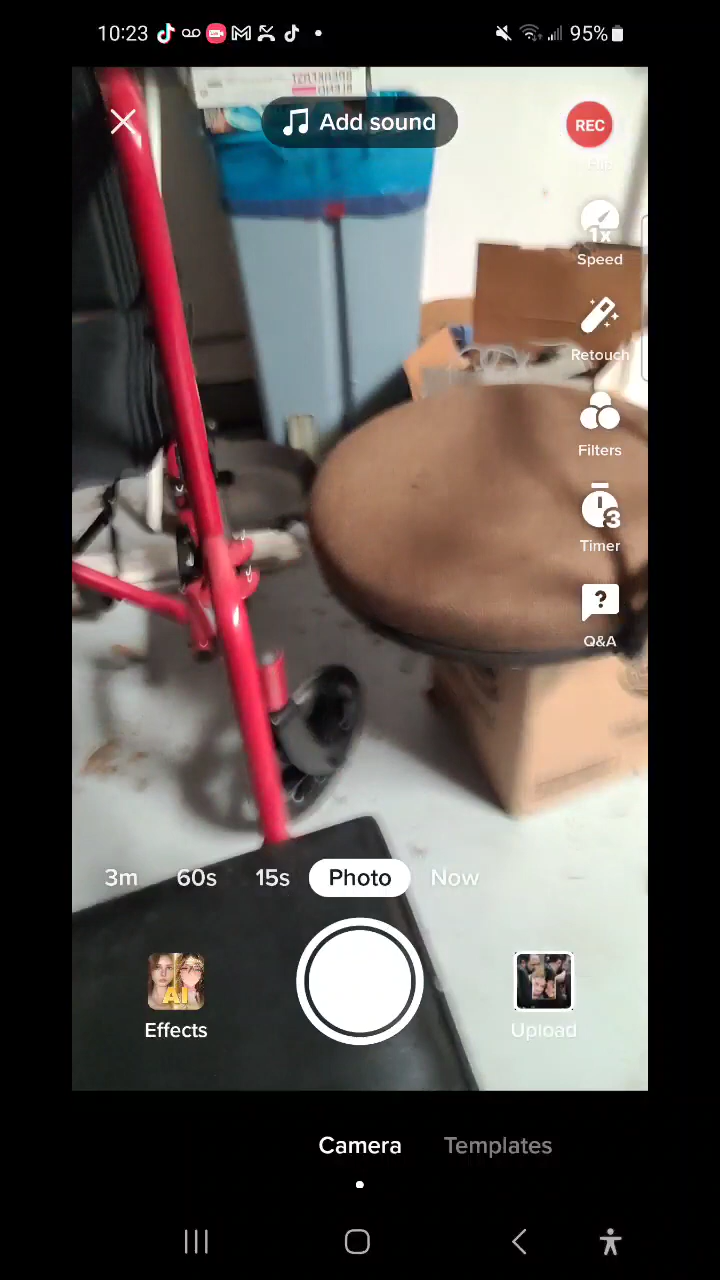 10:23
95%
Add sound
REC
1x
Speed
Retouch
Filters
3
Timer
?
Q&A
3m 60s 15s Photo Now
AI
Effects
Upload
Camera Templates